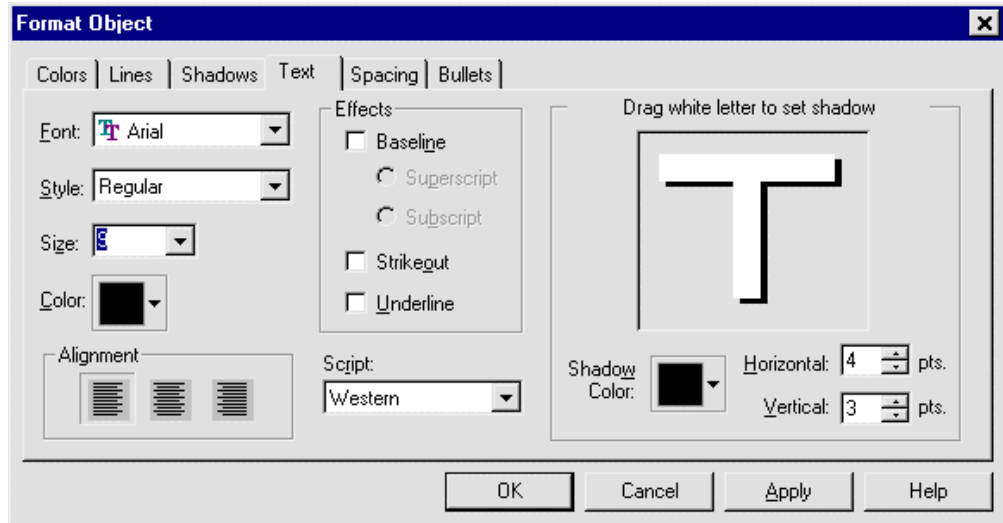 Format Object
Colors Lines Shadows Text Spacing Bullets
Font: Arial
Style: Regular
Size: 9
Color:
Alignment
Effects
Baseline
Superscript
Subscript
Strikeout
Underline
Script:
Western
Drag white letter to set shadow
T
Shadow
Color:
Horizontal: 4 pts.
Vertical: 3 pts.
OK Cancel Apply Help